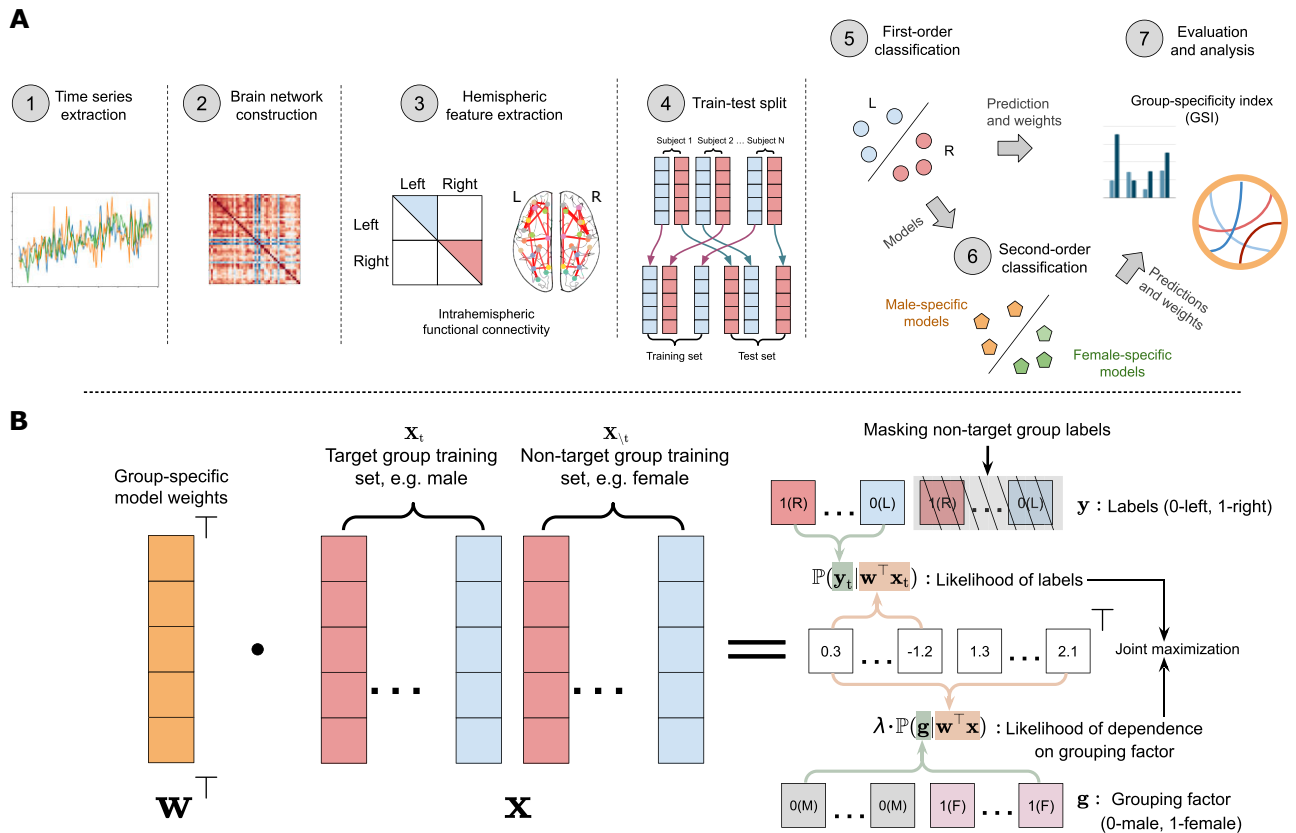 A
1
Time series
extraction
2
Brain network
construction
3
Hemispheric
feature extraction
Left Right
Left
Right
L R
Intrahemispheric
functional connectivity
4
Train-test split
Subject 1 Subject 2 ... Subject N
Training set Test set
5
First-order
classification
L
R
Prediction
and weights
Models
6
Second-order
classification
Male-specific
models
Female-specific
models
7
Evaluation
and analysis
Group-specificity index
(GSI)
Predictions
and weights
B
Group-specific
model weights
⊤
w⊤
x_t
Target group training
set, e.g. male
x_\t
Non-target group training
set, e.g. female
... ...
x
=
Masking non-target group labels
1(R) ... 0(L) 1(R) ... 0(L)
y : Labels (0-left, 1-right)
ℙ(y_t|w⊤x_t) : Likelihood of labels
0.3 ... -1.2 1.3 ... 2.1 ⊤
Joint maximization
λ·ℙ(g|w⊤x) : Likelihood of dependence
on grouping factor
0(M) ... 0(M) 1(F) ... 1(F)
g : Grouping factor
(0-male, 1-female)